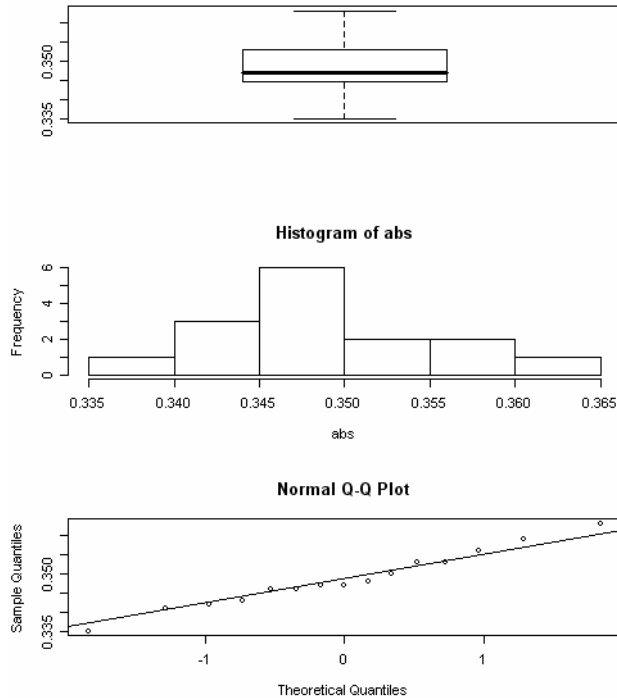 0.350
0.335
Histogram of abs
Frequency
6
4
2
0
0.335 0.340 0.345 0.350 0.355 0.360 0.365
abs
Normal Q-Q Plot
Sample Quantiles
0.350
0.335
-1 0 1
Theoretical Quantiles